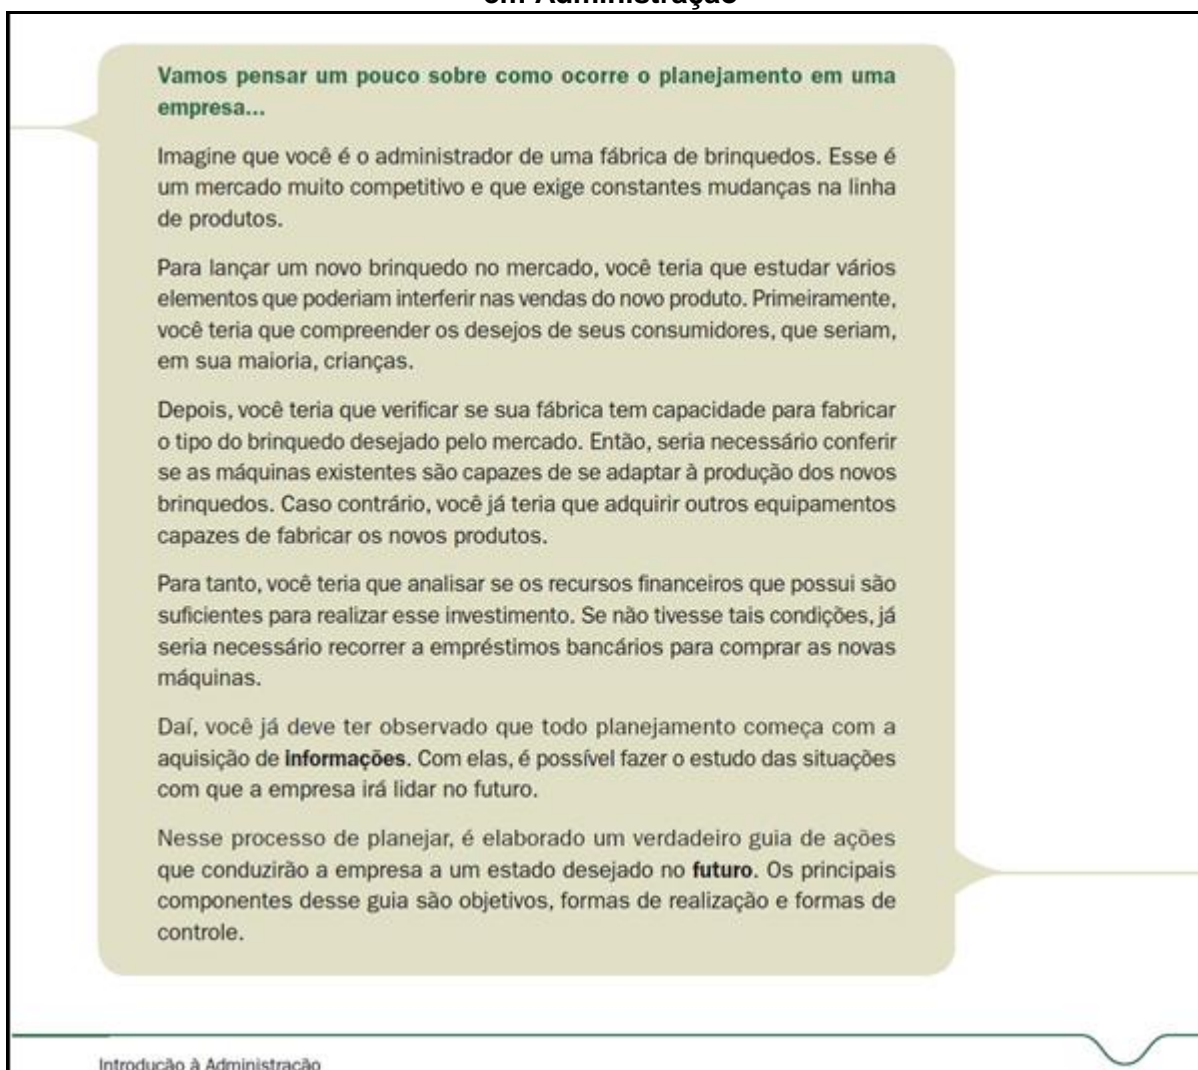 em Administração
Vamos pensar um pouco sobre como ocorre o planejamento em uma
empresa...
Imagine que você é o administrador de uma fábrica de brinquedos. Esse é
um mercado muito competitivo e que exige constantes mudanças na linha
de produtos.
Para lançar um novo brinquedo no mercado, você teria que estudar vários
elementos que poderiam interferir nas vendas do novo produto. Primeiramente,
você teria que compreender os desejos de seus consumidores, que seriam,
em sua maioria, crianças.
Depois, você teria que verificar se sua fábrica tem capacidade para fabricar
o tipo do brinquedo desejado pelo mercado. Então, seria necessário conferir
se as máquinas existentes são capazes de se adaptar à produção dos novos
brinquedos. Caso contrário, você já teria que adquirir outros equipamentos
capazes de fabricar os novos produtos.
Para tanto, você teria que analisar se os recursos financeiros que possui são
suficientes para realizar esse investimento. Se não tivesse tais condições, já
seria necessário recorrer a empréstimos bancários para comprar as novas
máquinas.
Daí, você já deve ter observado que todo planejamento começa com a
aquisição de informações. Com elas, é possível fazer o estudo das situações
com que a empresa irá lidar no futuro.
Nesse processo de planejar, é elaborado um verdadeiro guia de ações
que conduzirão a empresa a um estado desejado no futuro. Os principais
componentes desse guia são objetivos, formas de realização e formas de
controle.
Introdução à Administração